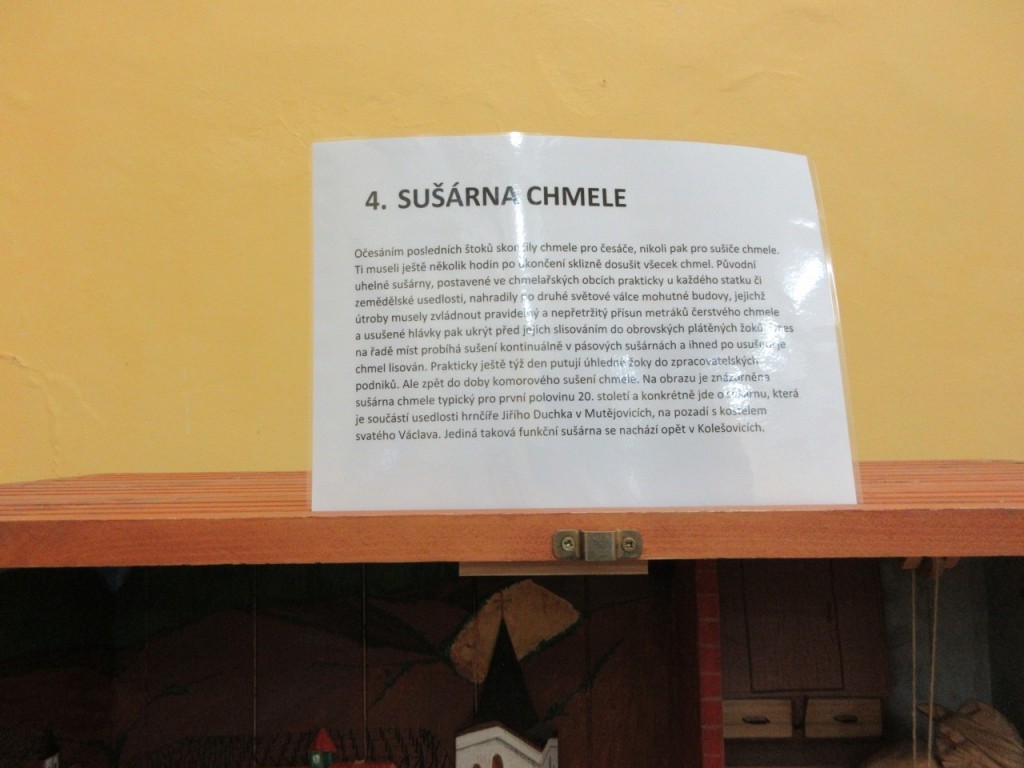 4. SUŠÁRNA CHMELE
Očesáním posledních štoků skončily chmele pro česáče, nikoli pak pro sušiče chmele.
Ti museli ještě několik hodin po ukončení sklizně dosušit všecek chmel. Původní
uhelné sušárny, postavené ve chmelařských obcích prakticky u každého statku či
zemědělské usedlosti, nahradily po druhé světové válce mohutné budovy, jejichž
útroby musely zvládnout pravidelný a nepřetržitý přísun metráků čerstvého chmele
a usušené hlávky pak ukrýt před jejich slisováním do obrovských plátěných žoků. Dnes
na řadě míst probíhá sušení kontinuálně v pásových sušárnách a ihned po usušení je
chmel lisován. Prakticky ještě týž den putují úhledné žoky do zpracovatelských
podniků. Ale zpět do doby komorového sušení chmele. Na obrazu je znázorněna
sušárna chmele typický pro první polovinu 20. století a konkrétně jde o sušárnu, která
je součástí usedlosti hrnčíře Jiřího Duchka v Mutějovicích, na pozadí s kostelem
svatého Václava. Jediná taková funkční sušárna se nachází opět v Kolešovicích.